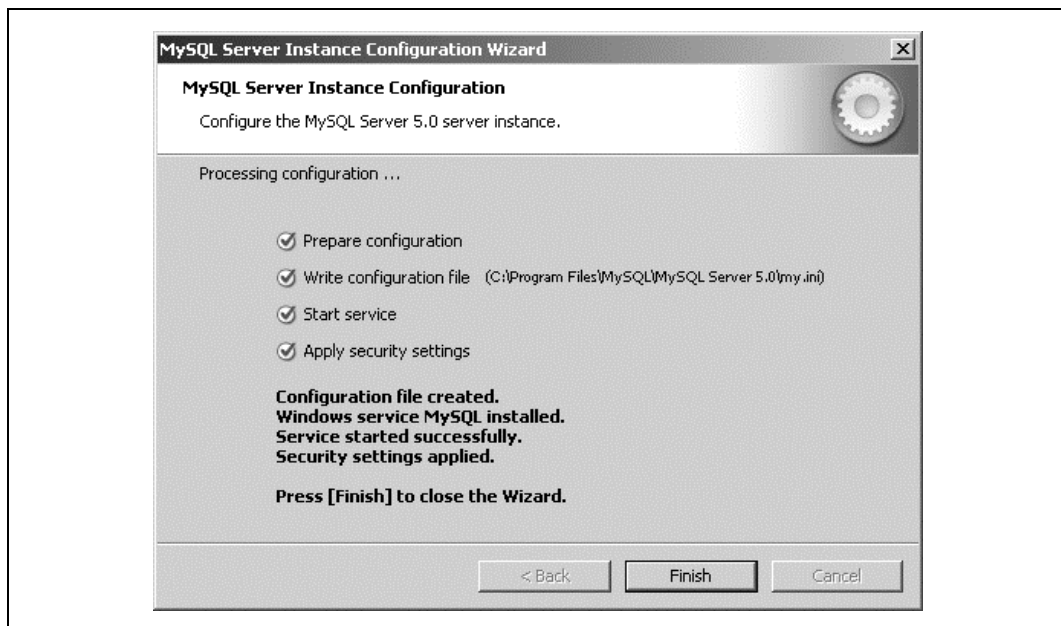 MySQL Server Instance Configuration Wizard
MySQL Server Instance Configuration
Configure the MySQL Server 5.0 server instance.
Processing configuration ...
Prepare configuration
Write configuration file (C:\Program Files\MySQL\MySQL Server 5.0\my.ini)
Start service
Apply security settings
Configuration file created.
Windows service MySQL installed.
Service started successfully.
Security settings applied.
Press [Finish] to close the Wizard.
< Back Finish Cancel